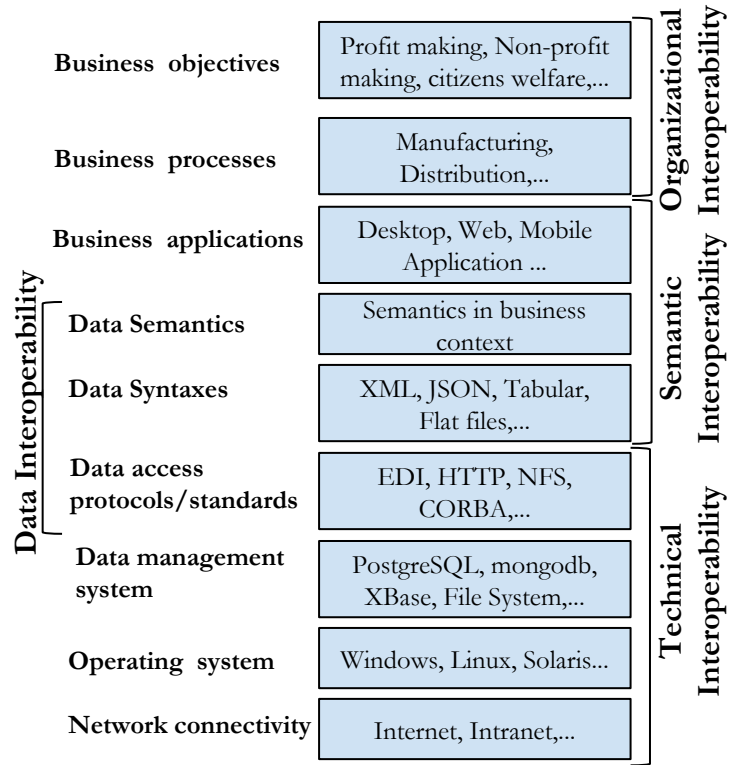 Business objectives
Profit making, Non-profit
making, citizens welfare,...
Business processes
Manufacturing,
Distribution,...
Organizational
Interoperability
Business applications
Desktop, Web, Mobile
Application ...
Data Semantics
Semantics in business
context
Data Syntaxes
XML, JSON, Tabular,
Flat files,...
Semantic
Interoperability
Data Interoperability
Data access
protocols/standards
EDI, HTTP, NFS,
CORBA,...
Data management
system
PostgreSQL, mongodb,
XBase, File System,...
Operating system
Windows, Linux, Solaris...
Network connectivity
Internet, Intranet,...
Technical
Interoperability